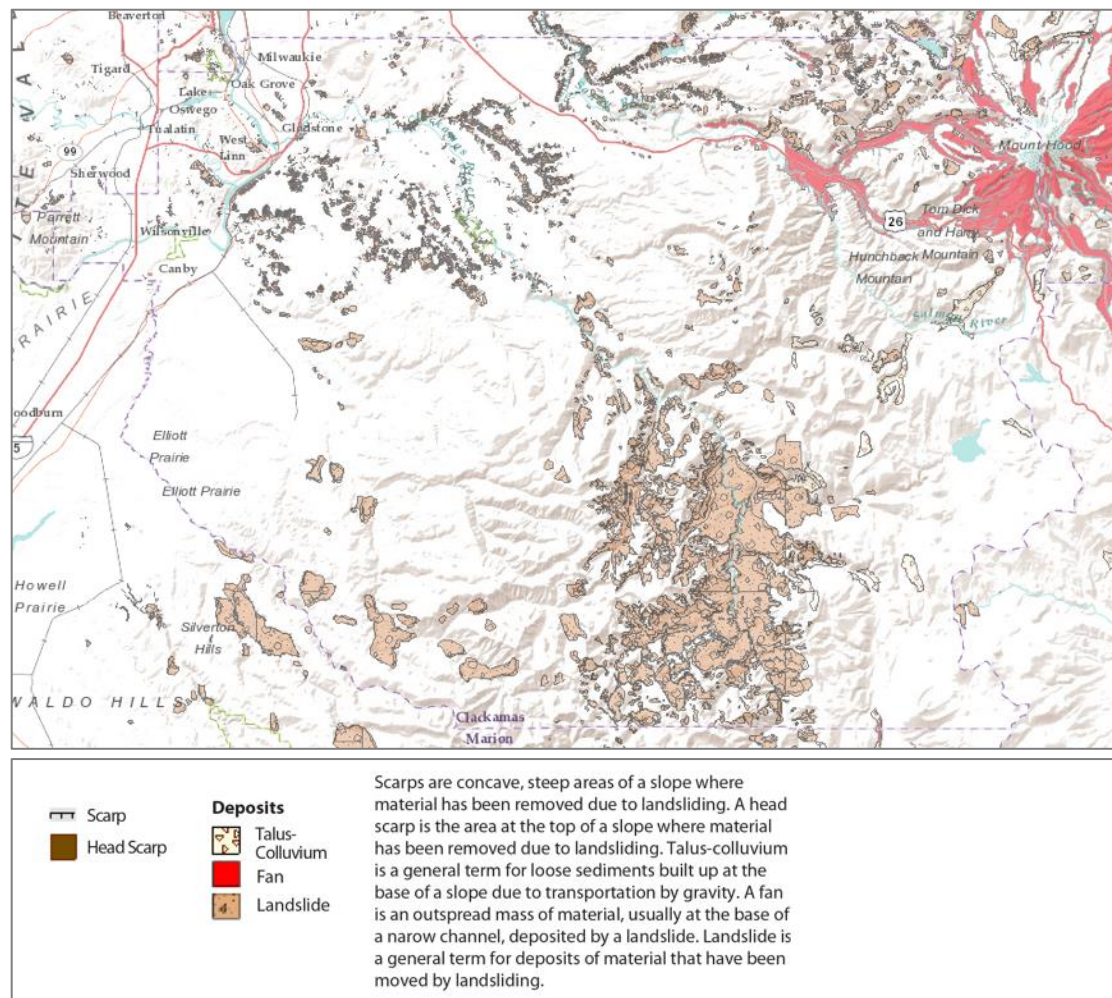 Beaverton
Milwaukie
Tigard
Oak Grove
Lake
Oswego
Tualatin
Gladstone
West
Linn
99
Sherwood
Mount Hood
Parrett
Mountain
Wilsonville
26
Tom Dick
and Harry
Mountain
Hunchback
Mountain
Canby
Salmon River
PRAIRIE
oodburn
5
Elliott
Prairie
Elliott Prairie
Howell
Prairie
Silverton
Hills
WALDO HILLS
Clackamas
Marion
Scarp
Head Scarp
Deposits
Talus-
Colluvium
Fan
Landslide
Scarps are concave, steep areas of a slope where
material has been removed due to landsliding. A head
scarp is the area at the top of a slope where material
has been removed due to landsliding. Talus-colluvium
is a general term for loose sediments built up at the
base of a slope due to transportation by gravity. A fan
is an outspread mass of material, usually at the base of
a narow channel, deposited by a landslide. Landslide is
a general term for deposits of material that have been
moved by landsliding.